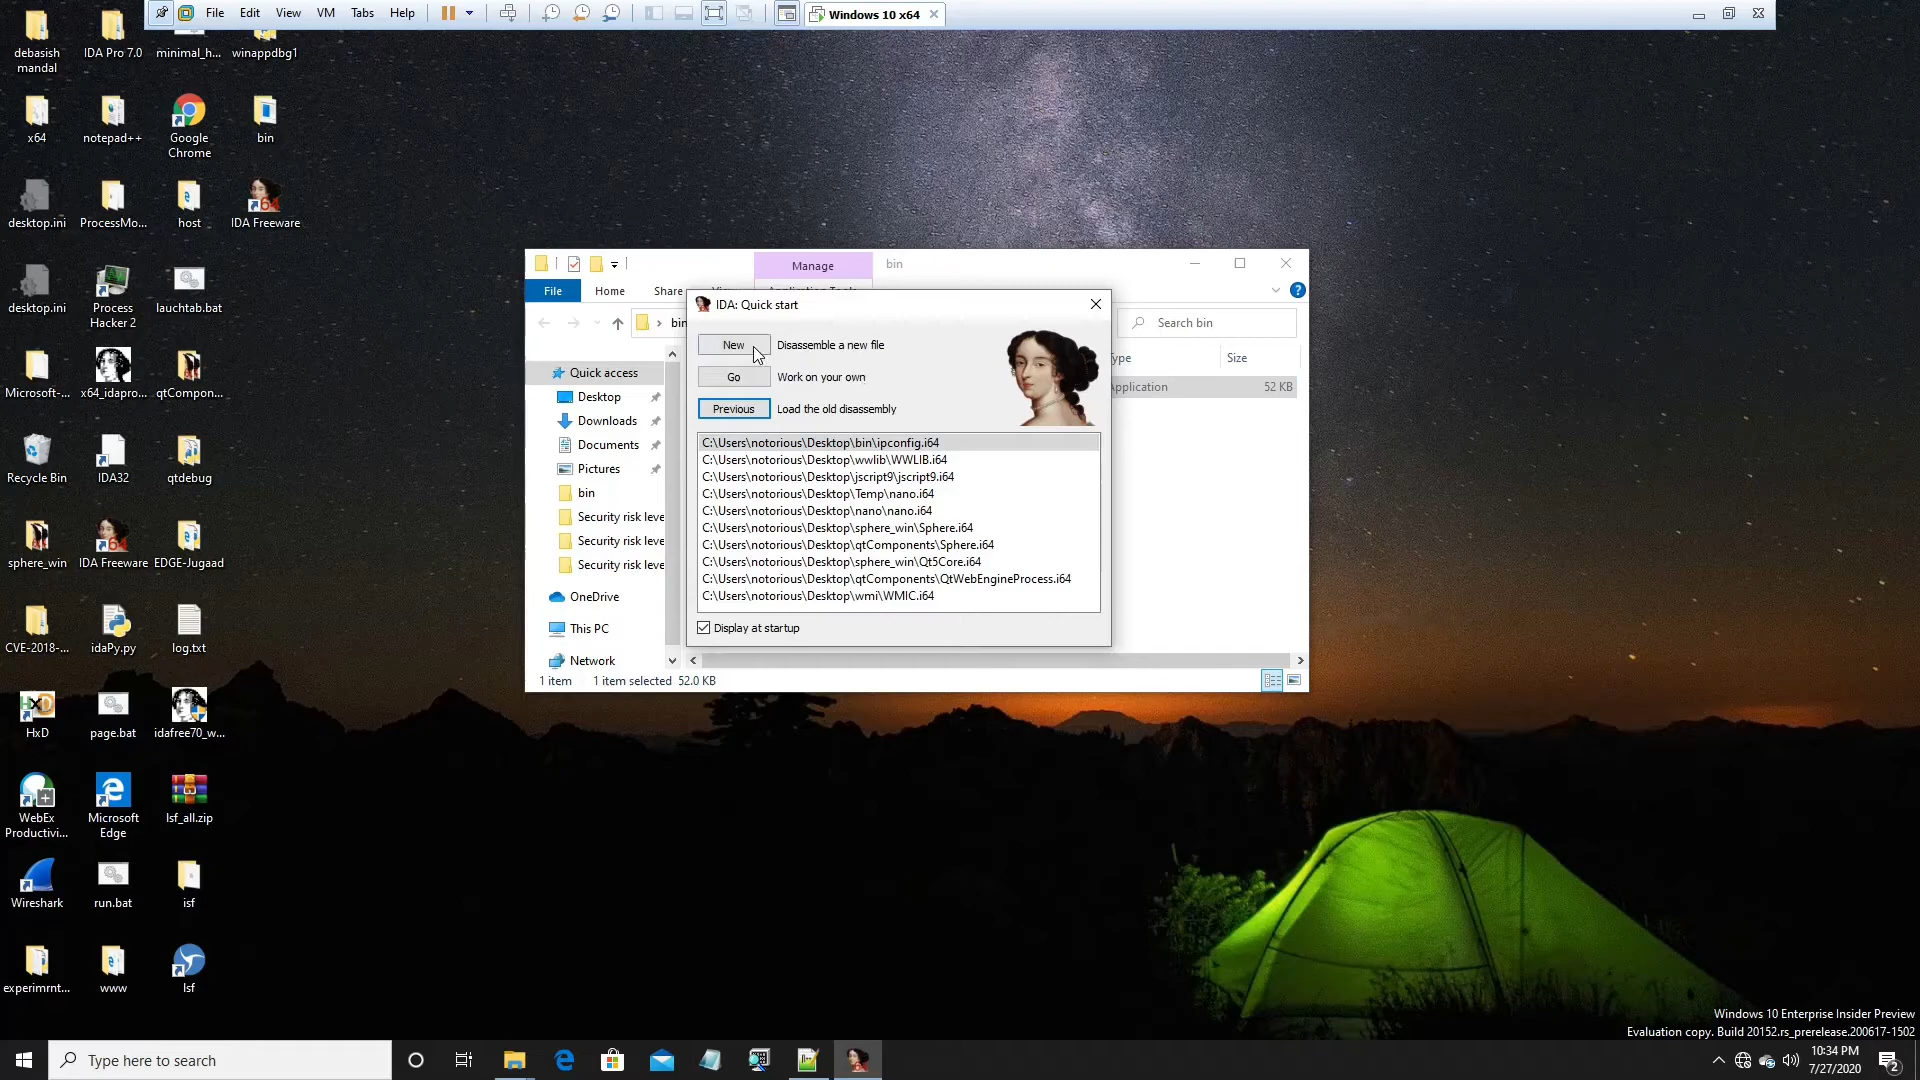 File Edit View VM Tabs Help
Windows 10 x64
debasish mandal
IDA Pro 7.0
minimal_h...
winappdbg1
x64
notepad++
Google Chrome
bin
desktop.ini
ProcessMo...
host
IDA Freeware
desktop.ini
Process Hacker 2
lauchtab.bat
Microsoft-...
x64_idapro...
qtCompon...
Recycle Bin
IDA32
qtdebug
sphere_win
IDA Freeware
EDGE-Jugaad
CVE-2018-...
idaPy.py
log.txt
HxD
page.bat
idafree70_w...
WebEx Productivi...
Microsoft Edge
lsf_all.zip
Wireshark
run.bat
isf
experimrnt...
www
lsf
Manage
bin
File
Home
Share
bin
Search bin
Size
Application
52 KB
Quick access
Desktop
Downloads
Documents
Pictures
bin
Security risk leve
Security risk leve
Security risk leve
OneDrive
This PC
Network
1 item
1 item selected 52.0 KB
IDA: Quick start
New
Disassemble a new file
Go
Work on your own
Previous
Load the old disassembly
C:\Users\notorious\Desktop\bin\ipconfig.i64
C:\Users\notorious\Desktop\wwlib\WWLIB.i64
C:\Users\notorious\Desktop\jscript9\jscript9.i64
C:\Users\notorious\Desktop\Temp\nano.i64
C:\Users\notorious\Desktop\nano\nano.i64
C:\Users\notorious\Desktop\sphere_win\Sphere.i64
C:\Users\notorious\Desktop\qtComponents\Sphere.i64
C:\Users\notorious\Desktop\sphere_win\Qt5Core.i64
C:\Users\notorious\Desktop\qtComponents\QtWebEngineProcess.i64
C:\Users\notorious\Desktop\wmi\WMIC.i64
Display at startup
Windows 10 Enterprise Insider Preview
Evaluation copy. Build 20152.rs_prerelease.200617-1502
Type here to search
10:34 PM
7/27/2020
2